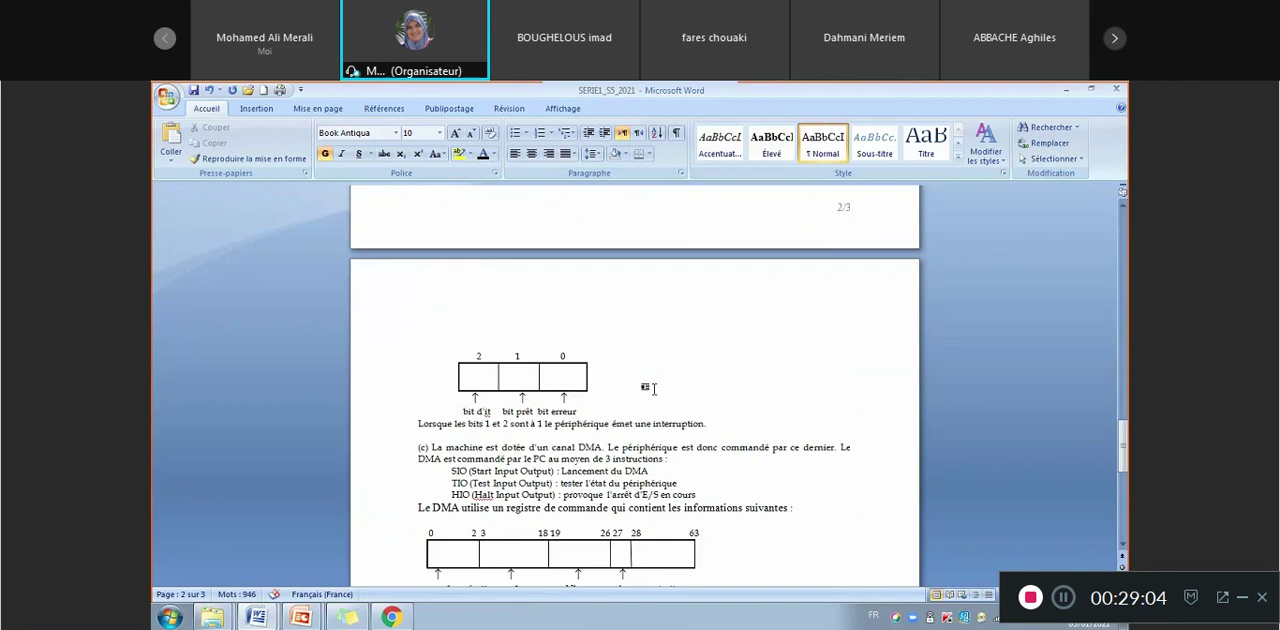 Mohamed Ali Merali
Moi
M... (Organisateur)
BOUGHELOUS imad
fares chouaki
Dahmani Meriem
ABBACHE Aghiles
SERIE1_S5_2021 - Microsoft Word
Accueil
Insertion
Mise en page
Références
Publipostage
Révision
Affichage
Coller
Couper
Copier
Reproduire la mise en forme
Presse-papiers
Book Antiqua
10
Police
Paragraphe
AaBbCcI
Accentuat...
AaBbCcl
Élevé
AaBbCcI
¶ Normal
AaBbCc.
Sous-titre
AaB
Titre
Modifier
les styles
Style
Rechercher
Remplacer
Sélectionner
Modification
2/3
2 1 0
bit d'it bit prêt bit erreur
Lorsque les bits 1 et 2 sont à 1 le périphérique émet une interruption.
(c) La machine est dotée d'un canal DMA. Le périphérique est donc commandé par ce dernier. Le
DMA est commandé par le PC au moyen de 3 instructions :
SIO (Start Input Output) : Lancement du DMA
TIO (Test Input Output) : tester l'état du périphérique
HIO (Halt Input Output) : provoque l'arrêt d'E/S en cours
Le DMA utilise un registre de commande qui contient les informations suivantes :
0 2 3 18 19 26 27 28 63
Page : 2 sur 3
Mots : 946
Français (France)
FR
00:29:04